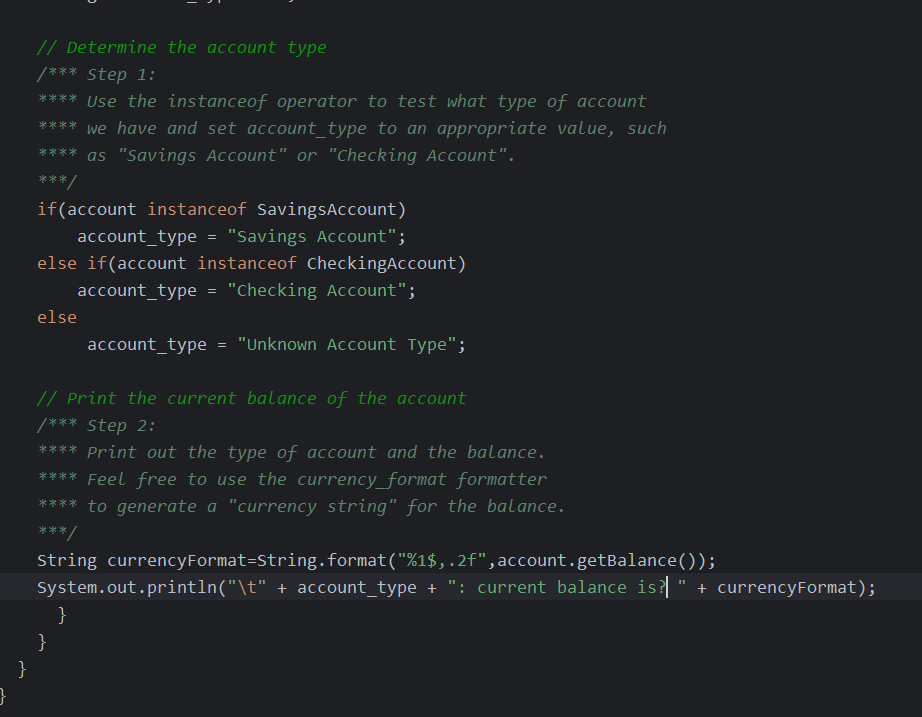 // Determine the account type
/*** Step 1:
**** Use the instanceof operator to test what type of account
**** we have and set account_type to an appropriate value, such
**** as "Savings Account" or "Checking Account".
***/
if(account instanceof SavingsAccount)
    account_type = "Savings Account";
else if(account instanceof CheckingAccount)
    account_type = "Checking Account";
else
     account_type = "Unknown Account Type";
// Print the current balance of the account
/*** Step 2:
**** Print out the type of account and the balance.
**** Feel free to use the currency_format formatter
**** to generate a "currency string" for the balance.
***/
String currencyFormat=String.format("%1$,.2f",account.getBalance());
System.out.println("\t" + account_type + ": current balance is? " + currencyFormat);
}
}
}
}